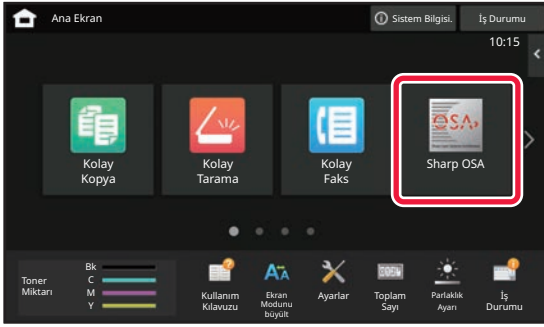 Ana Ekran
Sistem Bilgisi.
İş Durumu
10:15
Kolay
Kopya
Kolay
Tarama
Kolay
Faks
OSA
Sharp OSA
Toner
Miktarı
Bk
C
M
Y
Kullanım
Kılavuzu
Ekran
Modunu
büyült
Ayarlar
Toplam
Sayı
Parlaklık
Ayarı
İş
Durumu